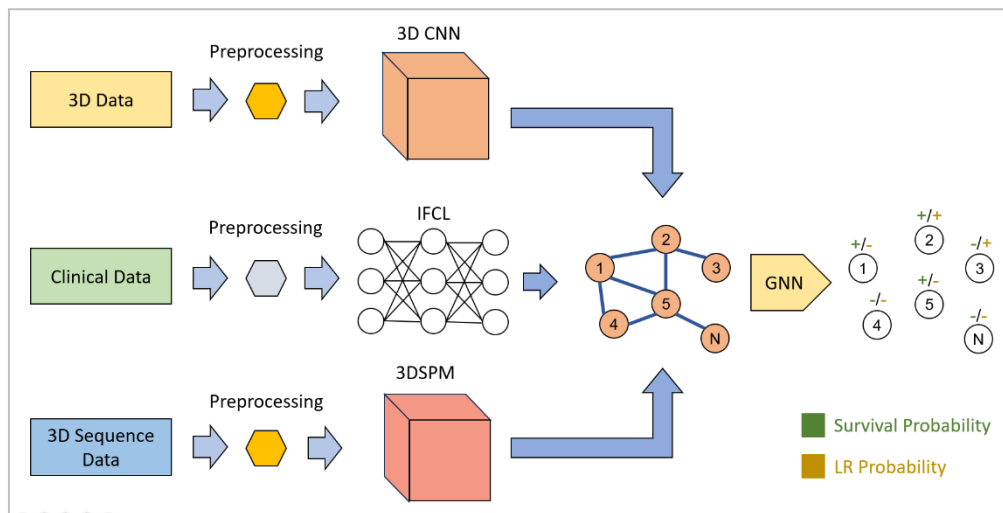 3D CNN
Preprocessing
3D Data
IFCL
Preprocessing
Clinical Data
3DSPM
Preprocessing
3D Sequence
Data
1
2
3
4
5
N
GNN
+/-
1
+/+
2
-/+
3
-/-
4
+/-
5
-/-
N
Survival Probability
LR Probability